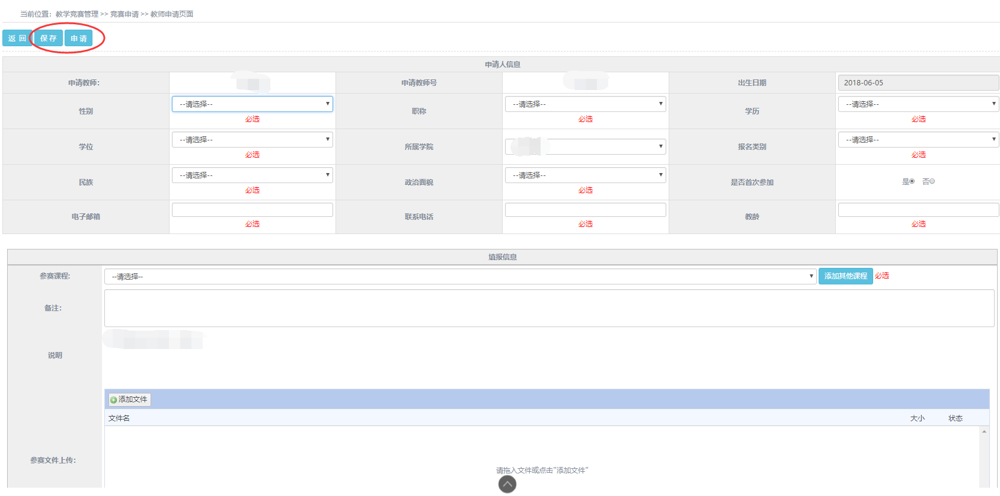 当前位置：教学竞赛管理 >> 竞赛申请 >> 教师申请页面
返 回 保 存 申 请
申请人信息
申请教师： 申请教师号 出生日期 2018-06-05
性别 --请选择-- 必选 职称 --请选择-- 必选 学历 --请选择-- 必选
学位 --请选择-- 必选 所属学院 报名类别 --请选择-- 必选
民族 --请选择-- 必选 政治面貌 --请选择-- 必选 是否首次参加 是 否
电子邮箱 必选 联系电话 必选 教龄 必选
填报信息
参赛课程: --请选择-- 添加其他课程 必选
备注：
说明
添加文件
文件名 大小 状态
参赛文件上传：
请拖入文件或点击"添加文件"